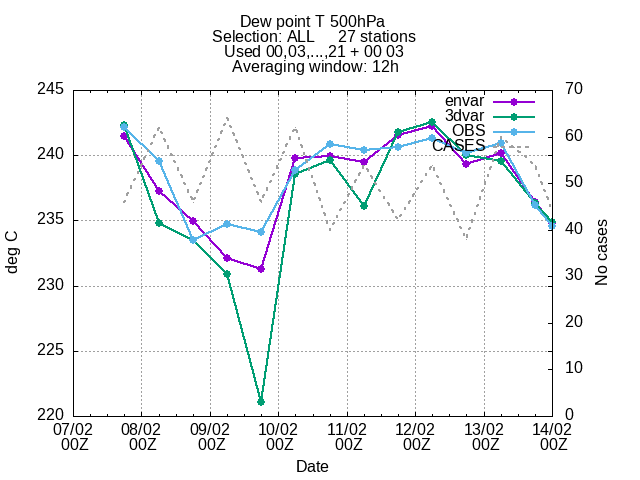 Dew point T 500hPa
Selection: ALL 27 stations
Used 00,03,...,21 + 00 03
Averaging window: 12h
245
240
235
230
225
220
deg C
70
60
50
40
30
20
10
0
No cases
envar
3dvar
OBS
CASES
07/02 08/02 09/02 10/02 11/02 12/02 13/02 14/02
00Z 00Z 00Z 00Z 00Z 00Z 00Z 00Z
Date